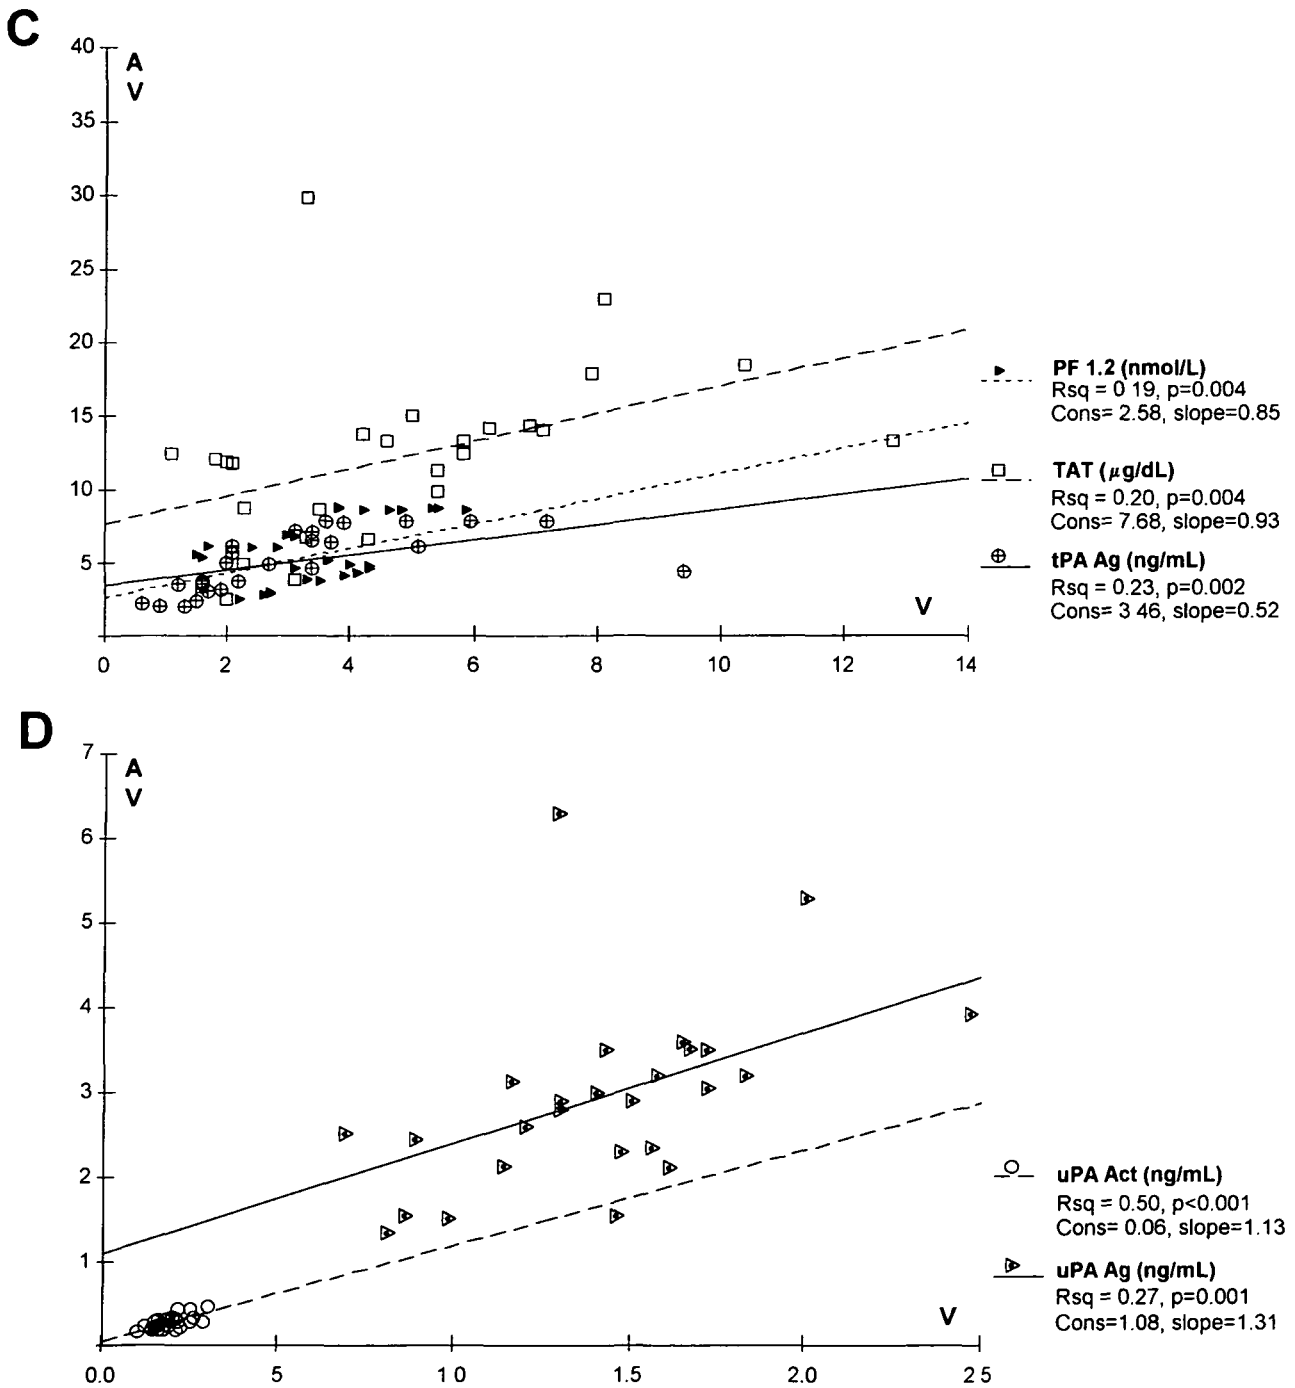 C
40
A
V
35
30
25
20
15
10
5
V
0 2 4 6 8 10 12 14
PF 1.2 (nmol/L)
Rsq = 0 19, p=0.004
Cons= 2.58, slope=0.85
TAT (μg/dL)
Rsq = 0.20, p=0.004
Cons= 7.68, slope=0.93
tPA Ag (ng/mL)
Rsq = 0.23, p=0.002
Cons= 3 46, slope=0.52
D
7
A
V
6
5
4
3
2
1
V
0.0 5 1 0 1.5 2.0 2 5
uPA Act (ng/mL)
Rsq = 0.50, p<0.001
Cons= 0.06, slope=1.13
uPA Ag (ng/mL)
Rsq = 0.27, p=0.001
Cons=1.08, slope=1.31